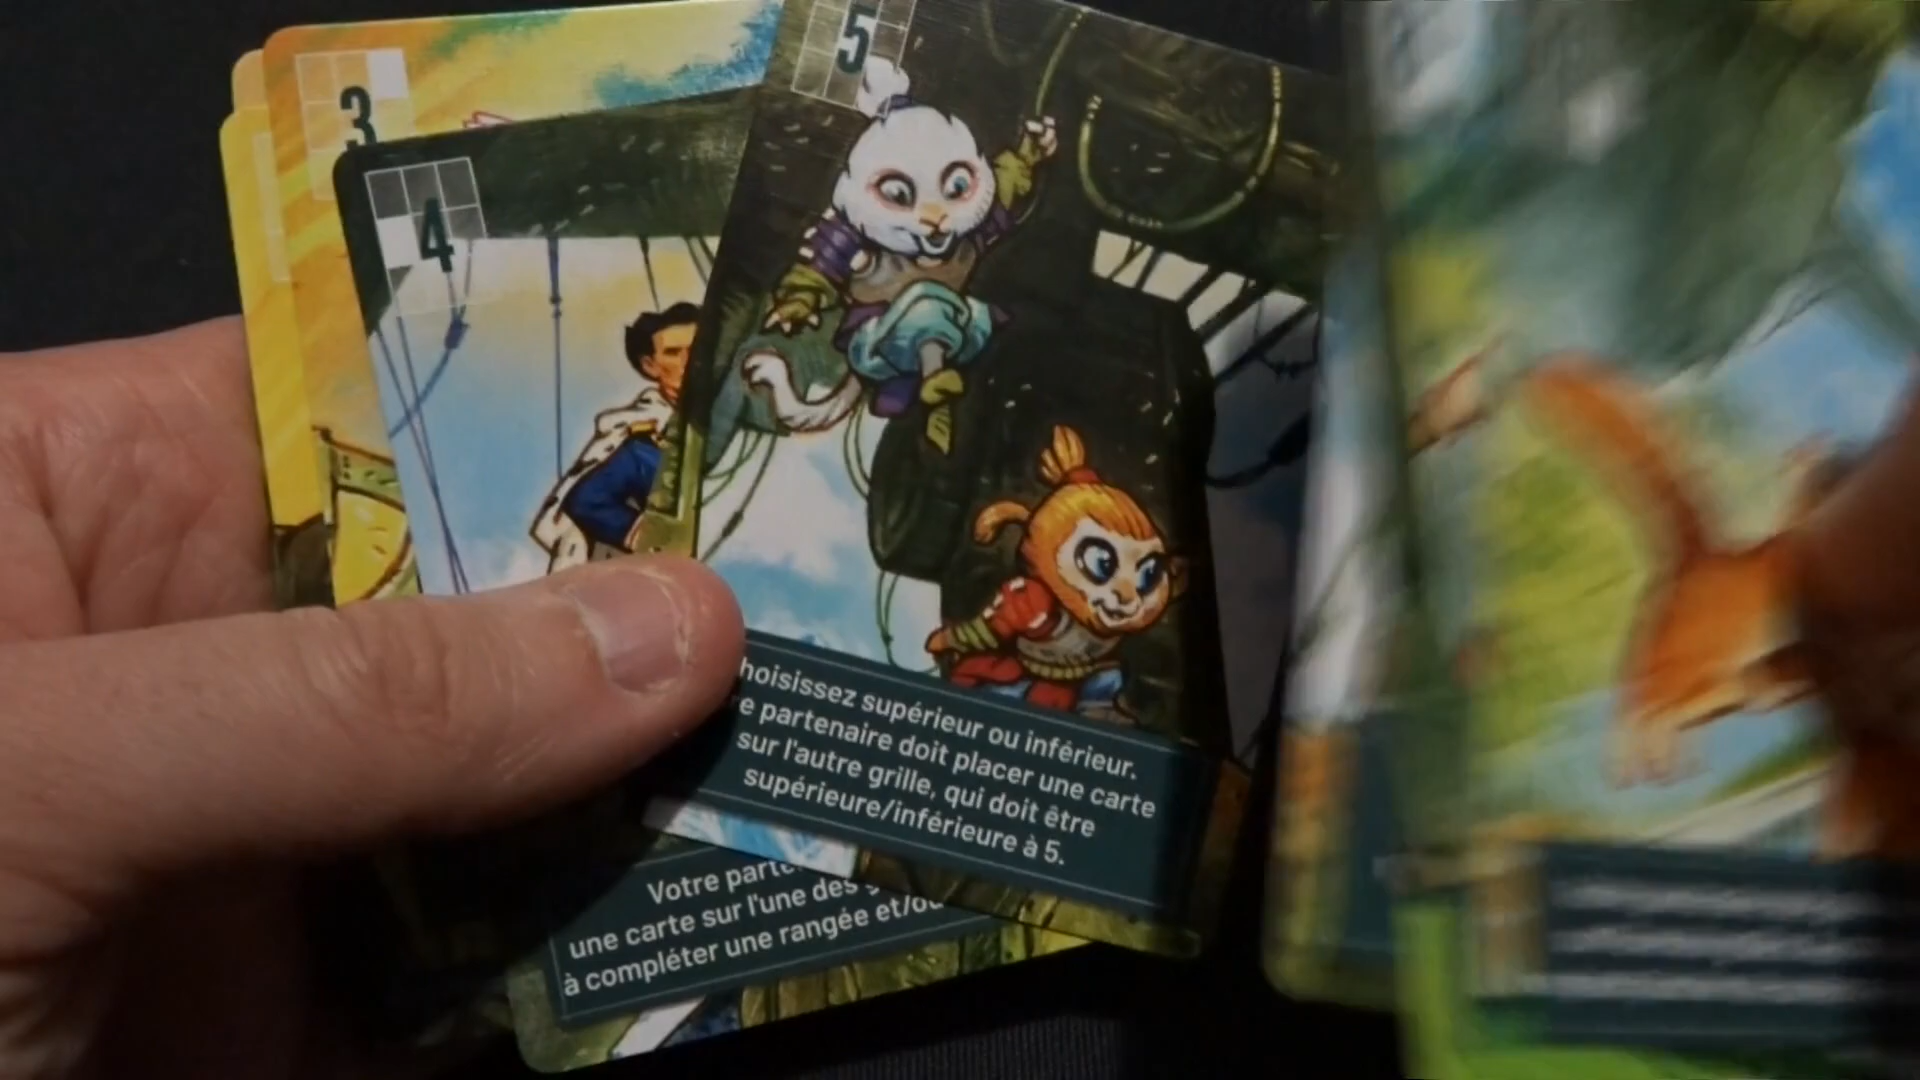 3
4
5
hoisissez supérieur ou inférieur.
re partenaire doit placer une carte
sur l'autre grille, qui doit être
supérieure/inférieure à 5.
Votre parte
une carte sur l'une des
à compléter une rangée et/ou